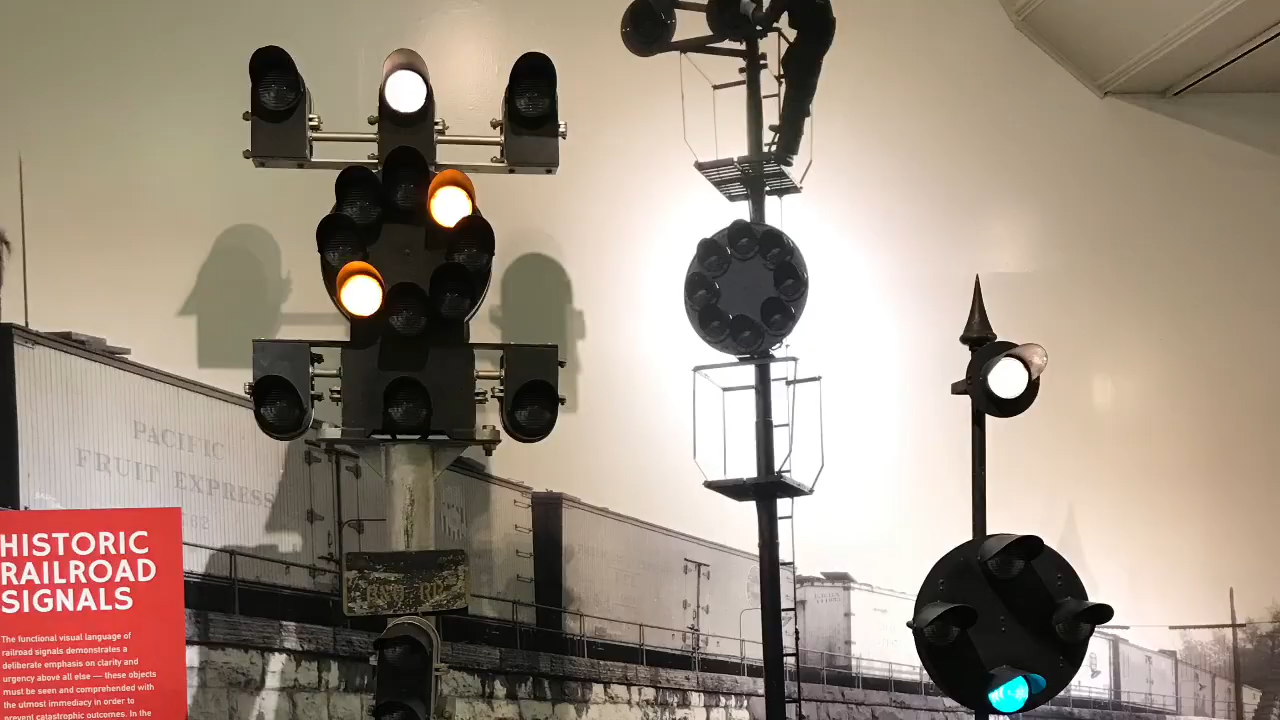 PACIFIC
FRUIT EXPRESS
HISTORIC
RAILROAD
SIGNALS
The functional visual language of
railroad signals demonstrates a
deliberate emphasis on clarity and
urgency above all else — these objects
must be seen and comprehended with
the utmost immediacy in order to
prevent catastrophic outcomes. In the